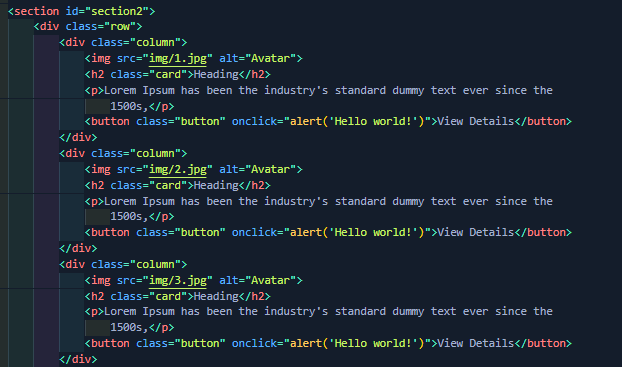 <section id="section2">
<div class="row">
<div class="column">
<img src="img/1.jpg" alt="Avatar">
<h2 class="card">Heading</h2>
<p>Lorem Ipsum has been the industry's standard dummy text ever since the
1500s,</p>
<button class="button" onclick="alert('Hello world!')">View Details</button>
</div>
<div class="column">
<img src="img/2.jpg" alt="Avatar">
<h2 class="card">Heading</h2>
<p>Lorem Ipsum has been the industry's standard dummy text ever since the
1500s,</p>
<button class="button" onclick="alert('Hello world!')">View Details</button>
</div>
<div class="column">
<img src="img/3.jpg" alt="Avatar">
<h2 class="card">Heading</h2>
<p>Lorem Ipsum has been the industry's standard dummy text ever since the
1500s,</p>
<button class="button" onclick="alert('Hello world!')">View Details</button>
</div>